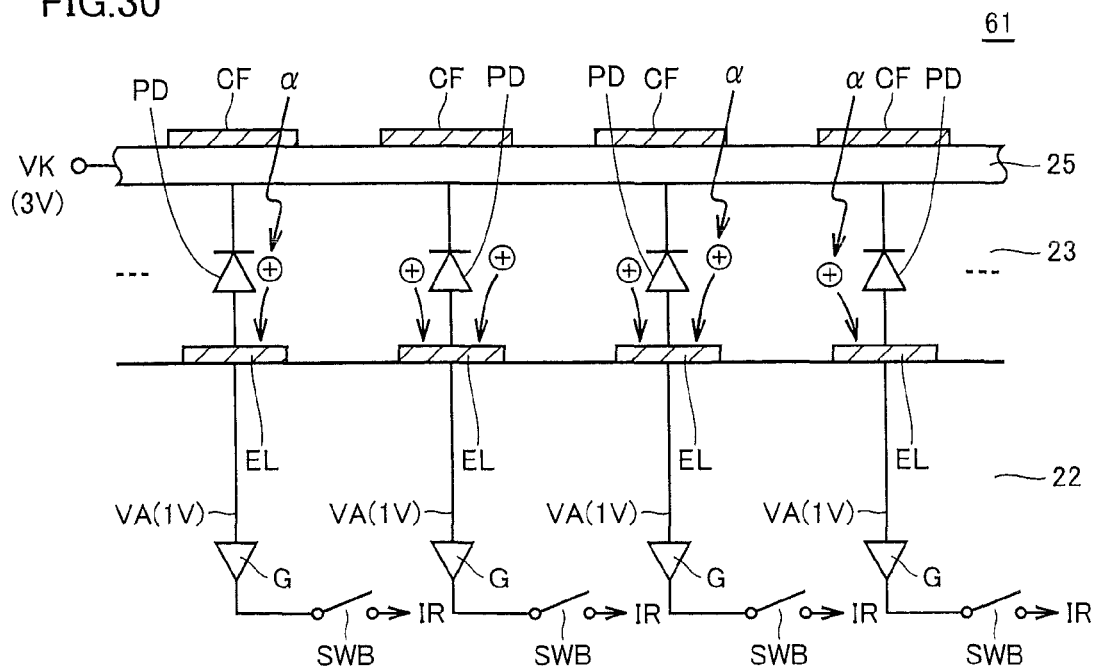 FIG.30
61
PD CF α CF PD PD CF α α CF PD
VK
(3V)
25
23
EL EL EL EL
22
VA(1V) VA(1V) VA(1V) VA(1V)
G G G G
IR IR IR IR
SWB SWB SWB SWB